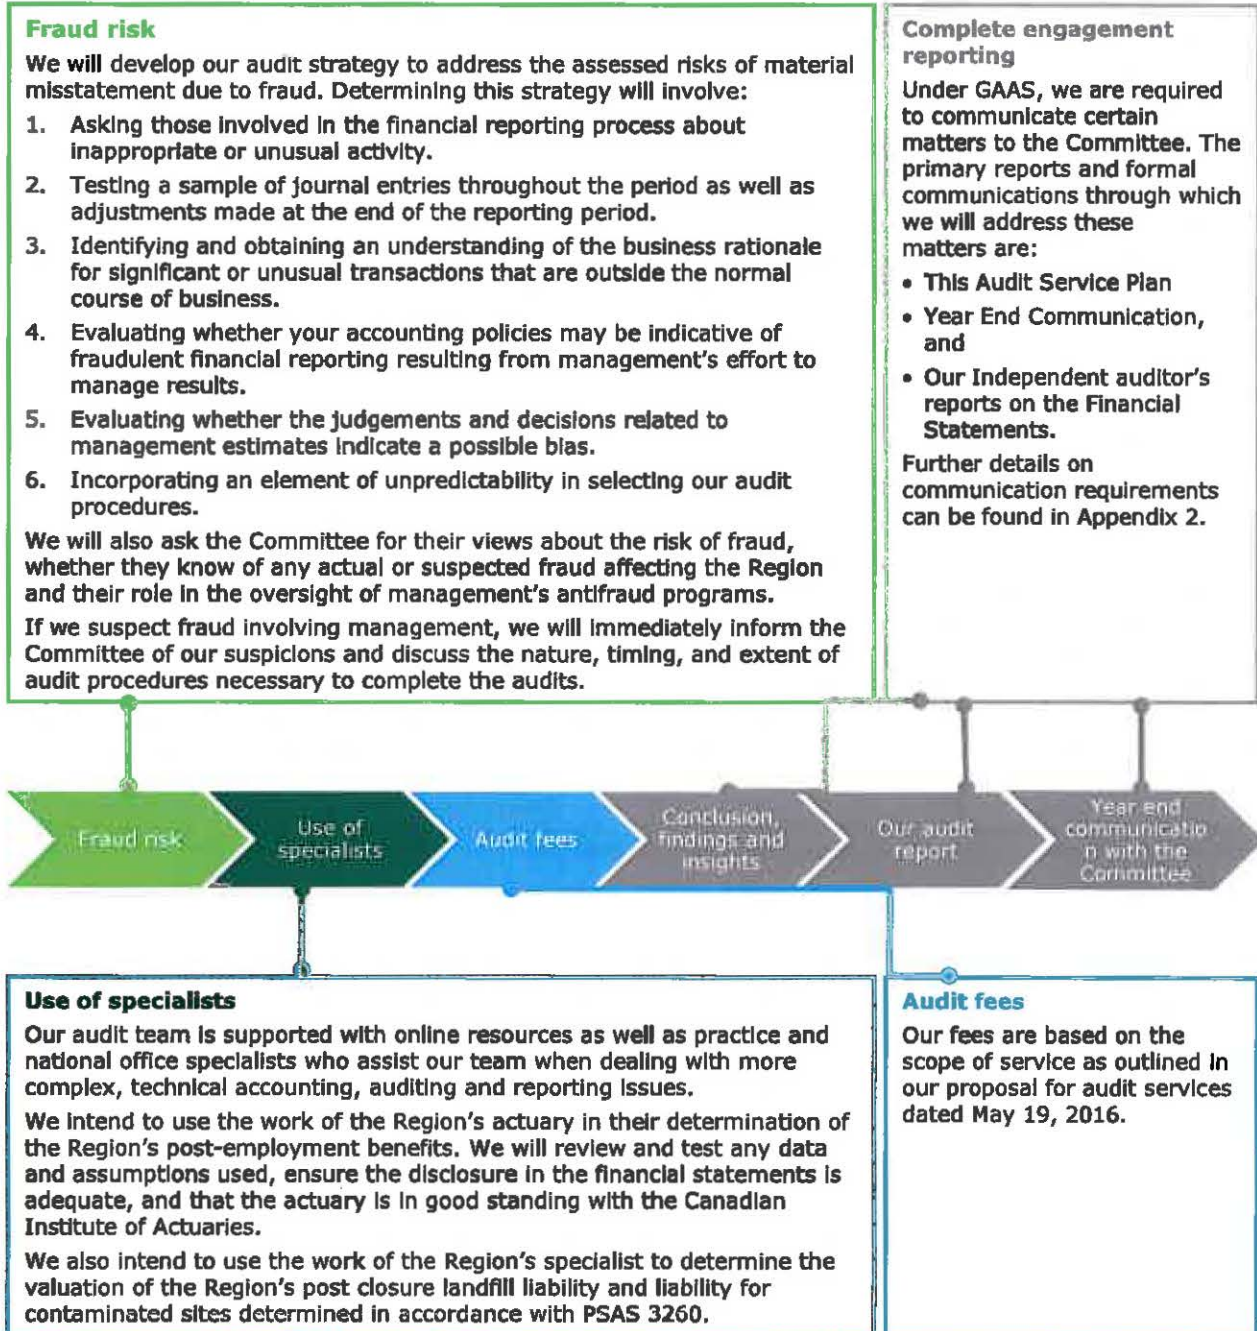 Fraud risk
We will develop our audit strategy to address the assessed risks of material
misstatement due to fraud. Determining this strategy will involve:
1. Asking those involved in the financial reporting process about
inappropriate or unusual activity.
2. Testing a sample of journal entries throughout the period as well as
adjustments made at the end of the reporting period.
3. Identifying and obtaining an understanding of the business rationale
for significant or unusual transactions that are outside the normal
course of business.
4. Evaluating whether your accounting policies may be indicative of
fraudulent financial reporting resulting from management's effort to
manage results.
5. Evaluating whether the judgements and decisions related to
management estimates indicate a possible bias.
6. Incorporating an element of unpredictability in selecting our audit
procedures.
We will also ask the Committee for their views about the risk of fraud,
whether they know of any actual or suspected fraud affecting the Region
and their role in the oversight of management's antifraud programs.
If we suspect fraud involving management, we will immediately inform the
Committee of our suspicions and discuss the nature, timing, and extent of
audit procedures necessary to complete the audits.
Complete engagement
reporting
Under GAAS, we are required
to communicate certain
matters to the Committee. The
primary reports and formal
communications through which
we will address these
matters are:
• This Audit Service Plan
• Year End Communication,
and
• Our Independent auditor's
reports on the Financial
Statements.
Further details on
communication requirements
can be found in Appendix 2.
Fraud risk
Use of
specialists
Audit fees
Conclusion,
findings and
insights
Our audit
report
Year end
communicatio
n with the
Committee
Use of specialists
Our audit team is supported with online resources as well as practice and
national office specialists who assist our team when dealing with more
complex, technical accounting, auditing and reporting issues.
We intend to use the work of the Region's actuary in their determination of
the Region's post-employment benefits. We will review and test any data
and assumptions used, ensure the disclosure in the financial statements is
adequate, and that the actuary is in good standing with the Canadian
Institute of Actuaries.
We also intend to use the work of the Region's specialist to determine the
valuation of the Region's post closure landfill liability and liability for
contaminated sites determined in accordance with PSAS 3260.
Audit fees
Our fees are based on the
scope of service as outlined in
our proposal for audit services
dated May 19, 2016.